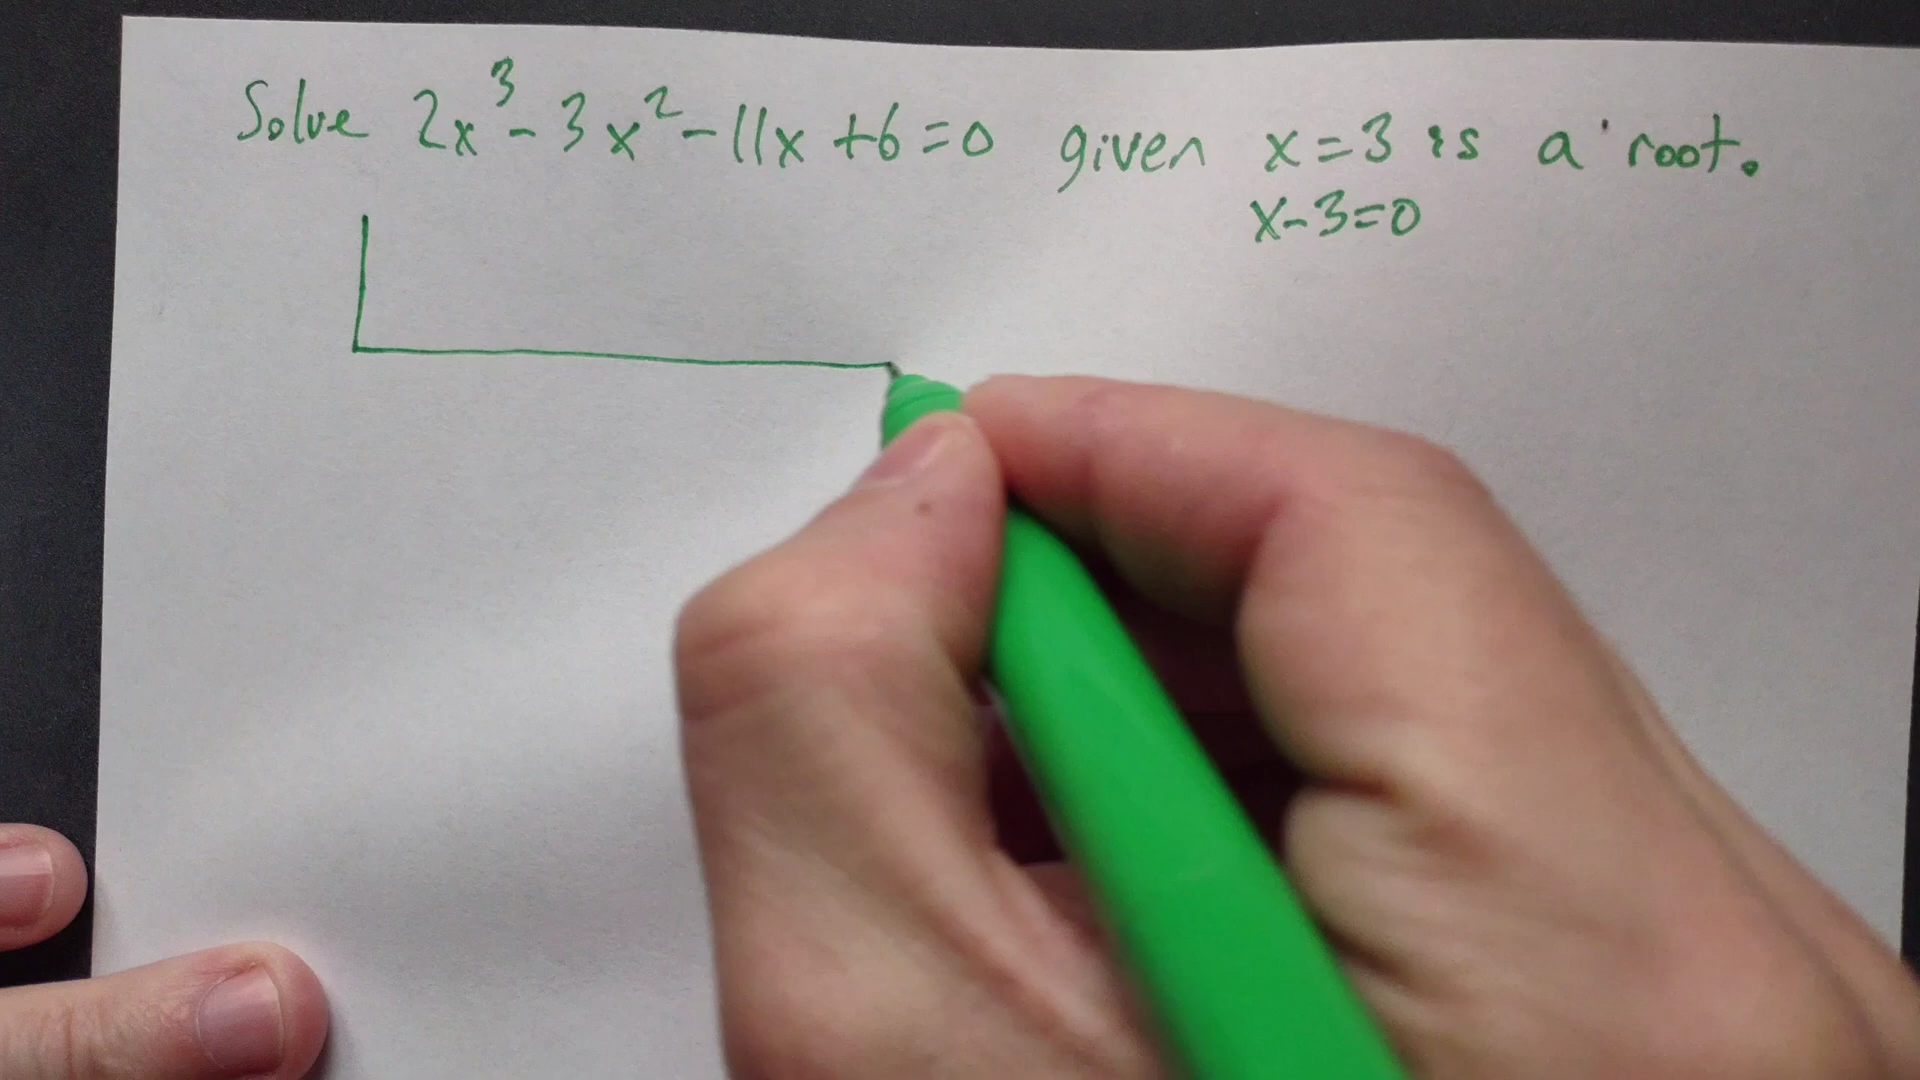 Solve 2x³-3x²-11x+6=0 given x=3 is a root.
x-3=0